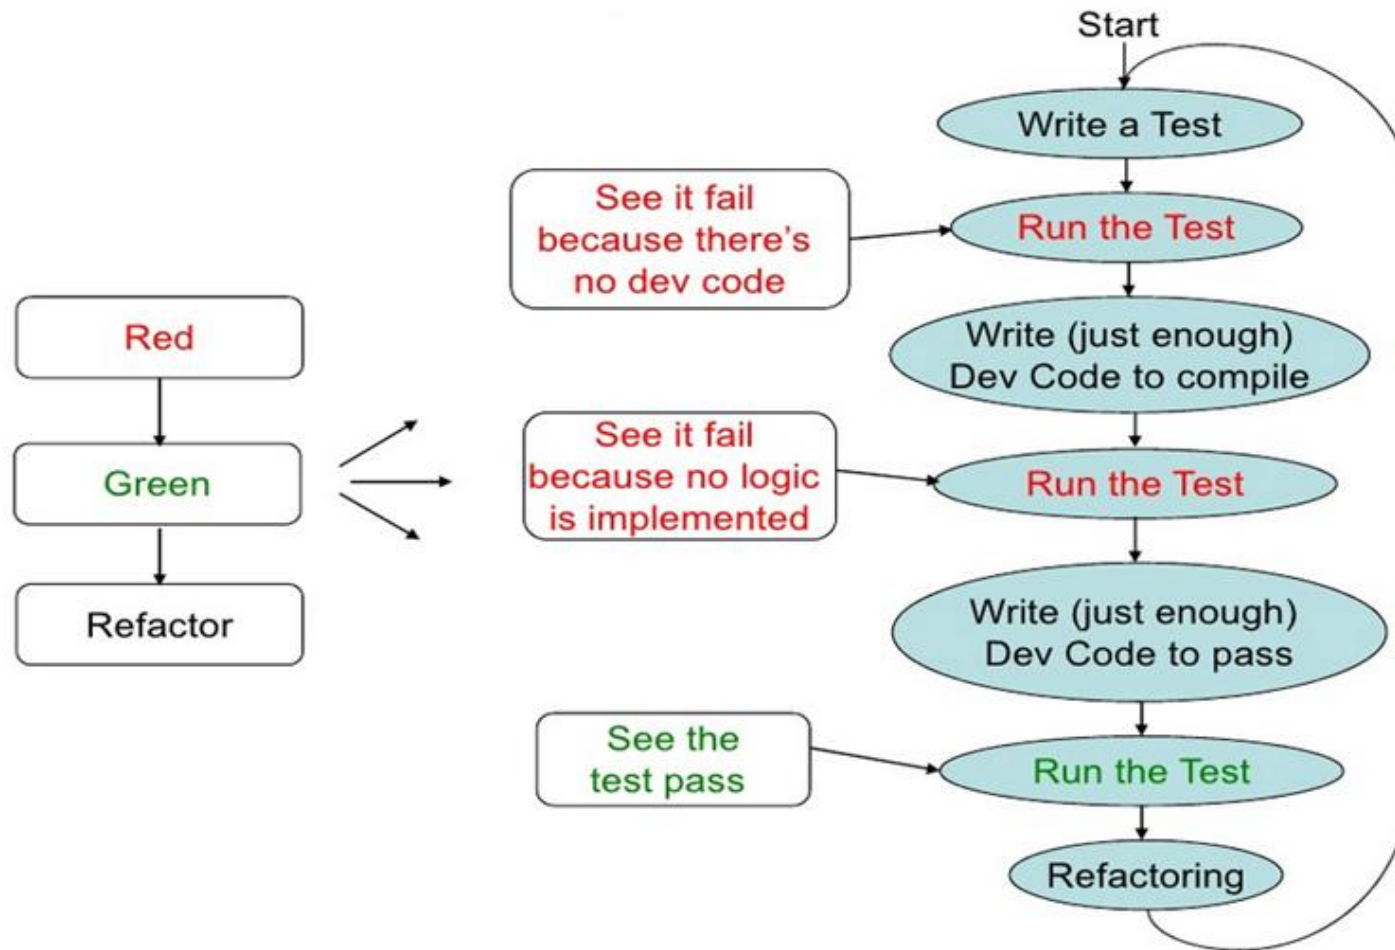 Start
Write a Test
See it fail
because there's
no dev code
Run the Test
Red
Write (just enough)
Dev Code to compile
Green
See it fail
because no logic
is implemented
Run the Test
Refactor
Write (just enough)
Dev Code to pass
See the
test pass
Run the Test
Refactoring